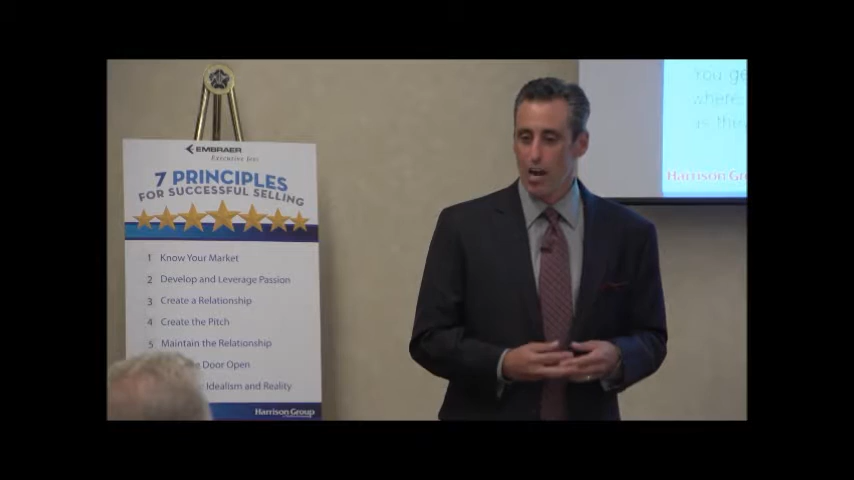 EMBRAER
Executive Jets
7 PRINCIPLES
FOR SUCCESSFUL SELLING
1 Know Your Market
2 Develop and Leverage Passion
3 Create a Relationship
4 Create the Pitch
5 Maintain the Relationship
Door Open
Idealism and Reality
Harrison Group
You ge
where
as this
Harrison Gr